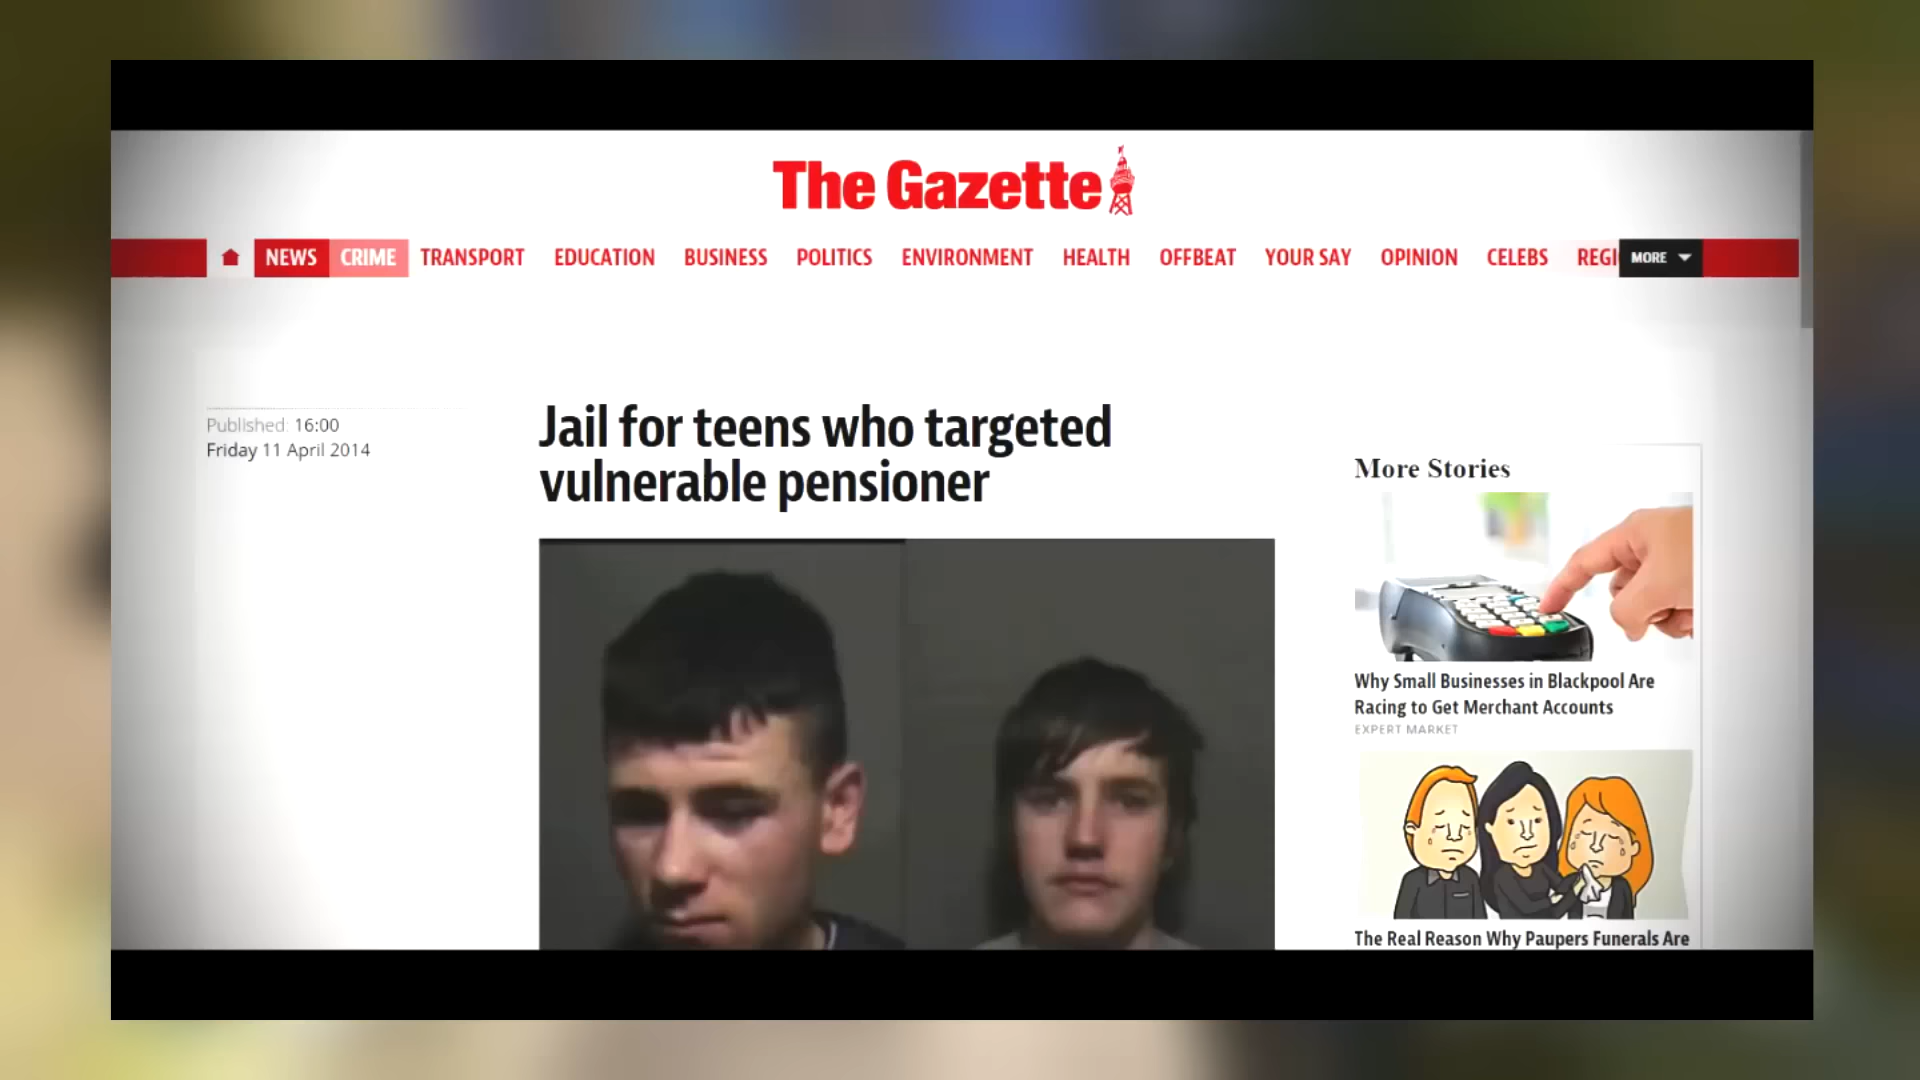 The Gazette
NEWS CRIME TRANSPORT EDUCATION BUSINESS POLITICS ENVIRONMENT HEALTH OFFBEAT YOUR SAY OPINION CELEBS REGI MORE
Published: 16:00
Friday 11 April 2014
Jail for teens who targeted
vulnerable pensioner
More Stories
Why Small Businesses in Blackpool Are
Racing to Get Merchant Accounts
EXPERT MARKET
The Real Reason Why Paupers Funerals Are